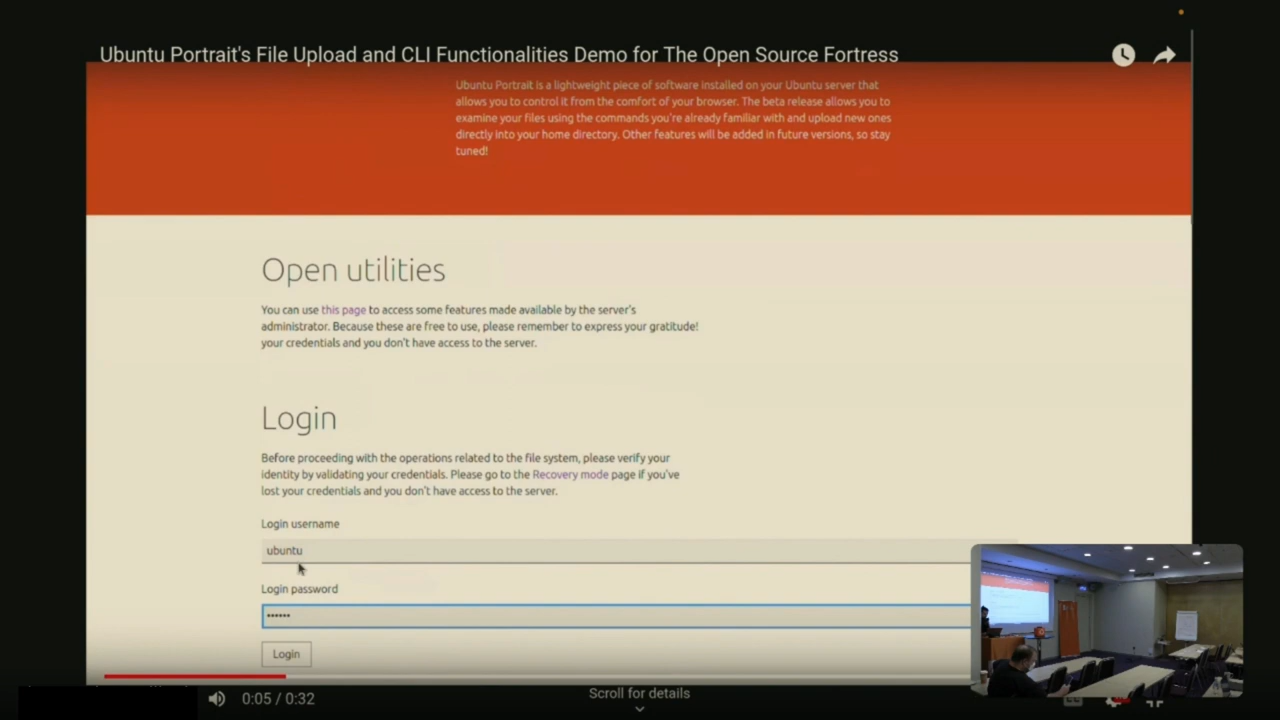 Ubuntu Portrait's File Upload and CLI Functionalities Demo for The Open Source Fortress
Ubuntu Portrait is a lightweight piece of software installed on your Ubuntu server that
allows you to control it from the comfort of your browser. The beta release allows you to
examine your files using the commands you're already familiar with and upload new ones
directly into your home directory. Other features will be added in future versions, so stay
tuned!
Open utilities
You can use this page to access some features made available by the server's
administrator. Because these are free to use, please remember to express your gratitude!
your credentials and you don't have access to the server.
Login
Before proceeding with the operations related to the file system, please verify your
identity by validating your credentials. Please go to the Recovery mode page if you've
lost your credentials and you don't have access to the server.
Login username
ubuntu
Login password
••••••
Login
0:05 / 0:32
Scroll for details